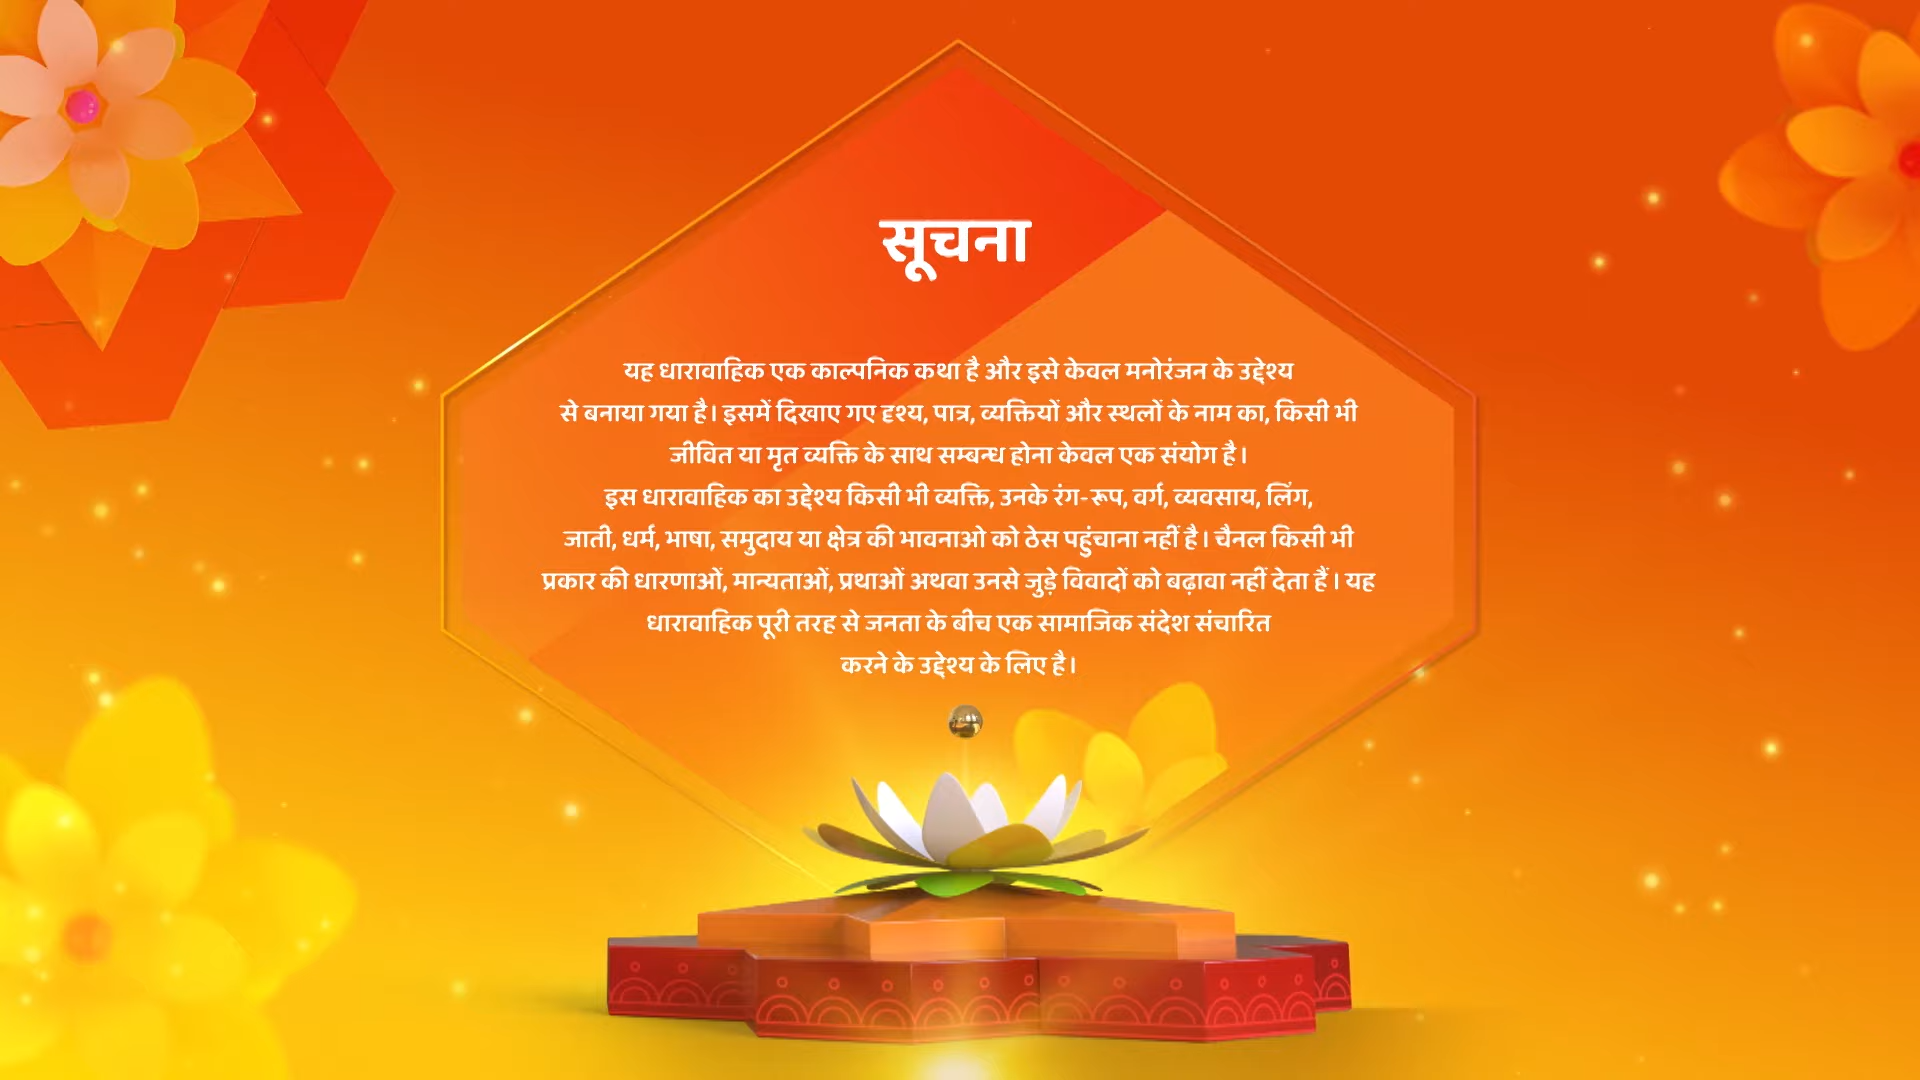 सूचना
यह धारावाहिक एक काल्पनिक कथा है और इसे केवल मनोरंजन के उद्देश्य
से बनाया गया है। इसमें दिखाए गए दृश्य, पात्र, व्यक्तियों और स्थलों के नाम का, किसी भी
जीवित या मृत व्यक्ति के साथ सम्बन्ध होना केवल एक संयोग है।
इस धारावाहिक का उद्देश्य किसी भी व्यक्ति, उनके रंग-रूप, वर्ग, व्यवसाय, लिंग,
जाती, धर्म, भाषा, समुदाय या क्षेत्र की भावनाओ को ठेस पहुंचाना नहीं है। चैनल किसी भी
प्रकार की धारणाओं, मान्यताओं, प्रथाओं अथवा उनसे जुड़े विवादों को बढ़ावा नहीं देता हैं। यह
धारावाहिक पूरी तरह से जनता के बीच एक सामाजिक संदेश संचारित
करने के उद्देश्य के लिए है।